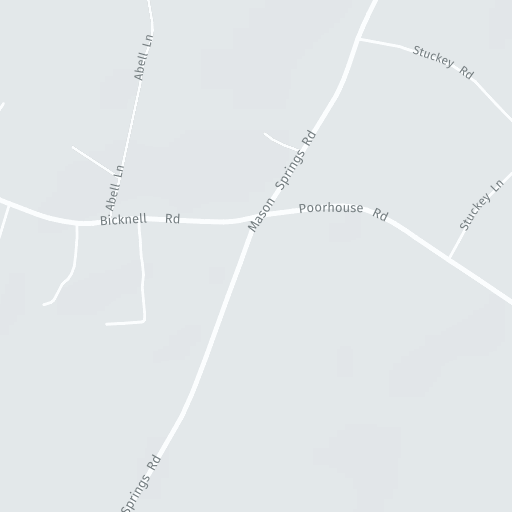 Abell Ln
Stuckey Rd
Mason Springs Rd
Abell Ln
Stuckey Ln
Bicknell Rd
Poorhouse Rd
Springs Rd